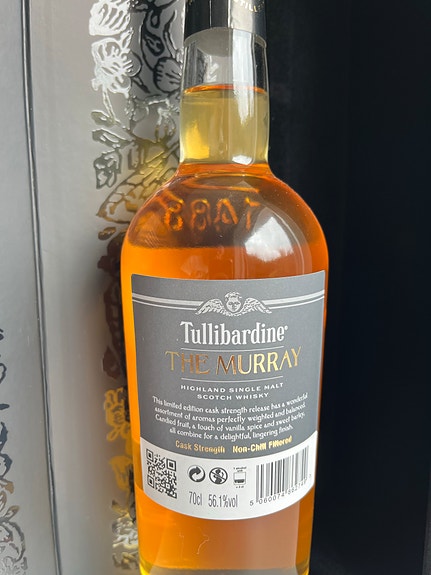 1488
Tullibardine®
THE MURRAY
HIGHLAND SINGLE MALT
SCOTCH WHISKY
This limited edition cask strength release has a wonderful
assortment of aromas perfectly weighted and balanced.
Candied fruit, a touch of vanilla spice and sweet barley,
all combine for a delightful, lingering finish.
Cask Strength Non-Chill Filtered
70cl 56.1%vol